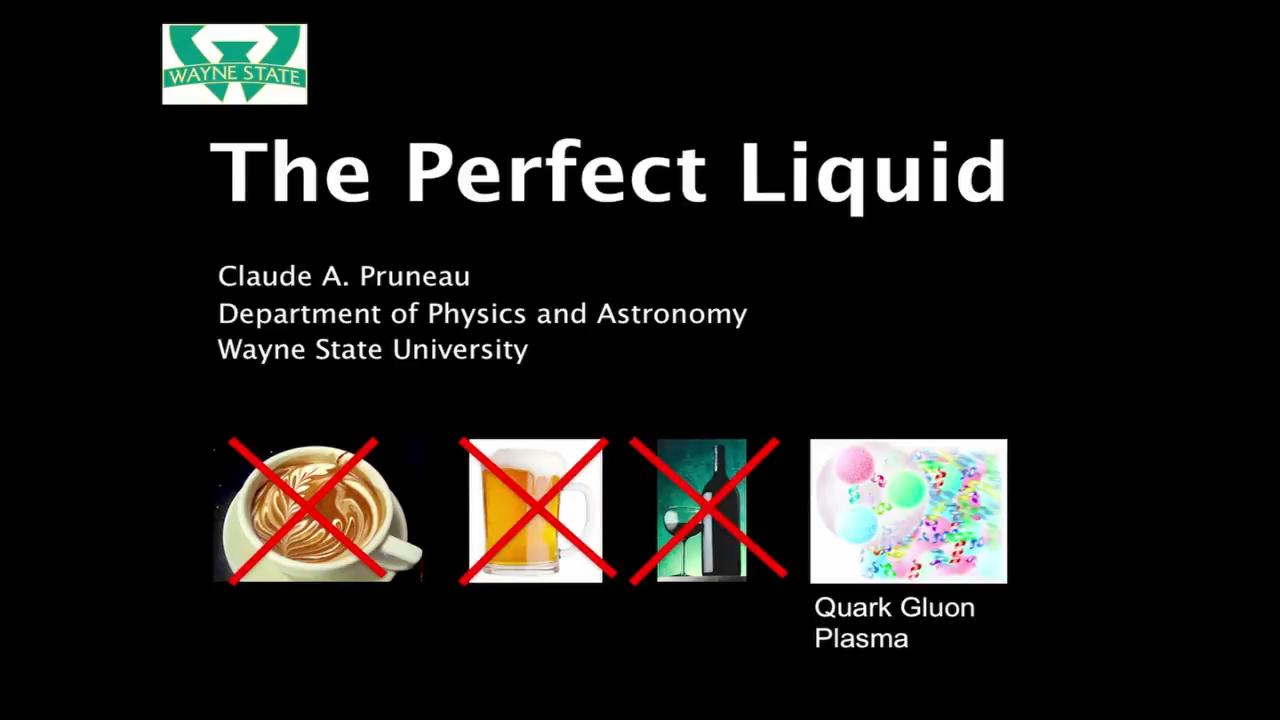 WAYNE STATE
The Perfect Liquid
Claude A. Pruneau
Department of Physics and Astronomy
Wayne State University
Quark Gluon
Plasma